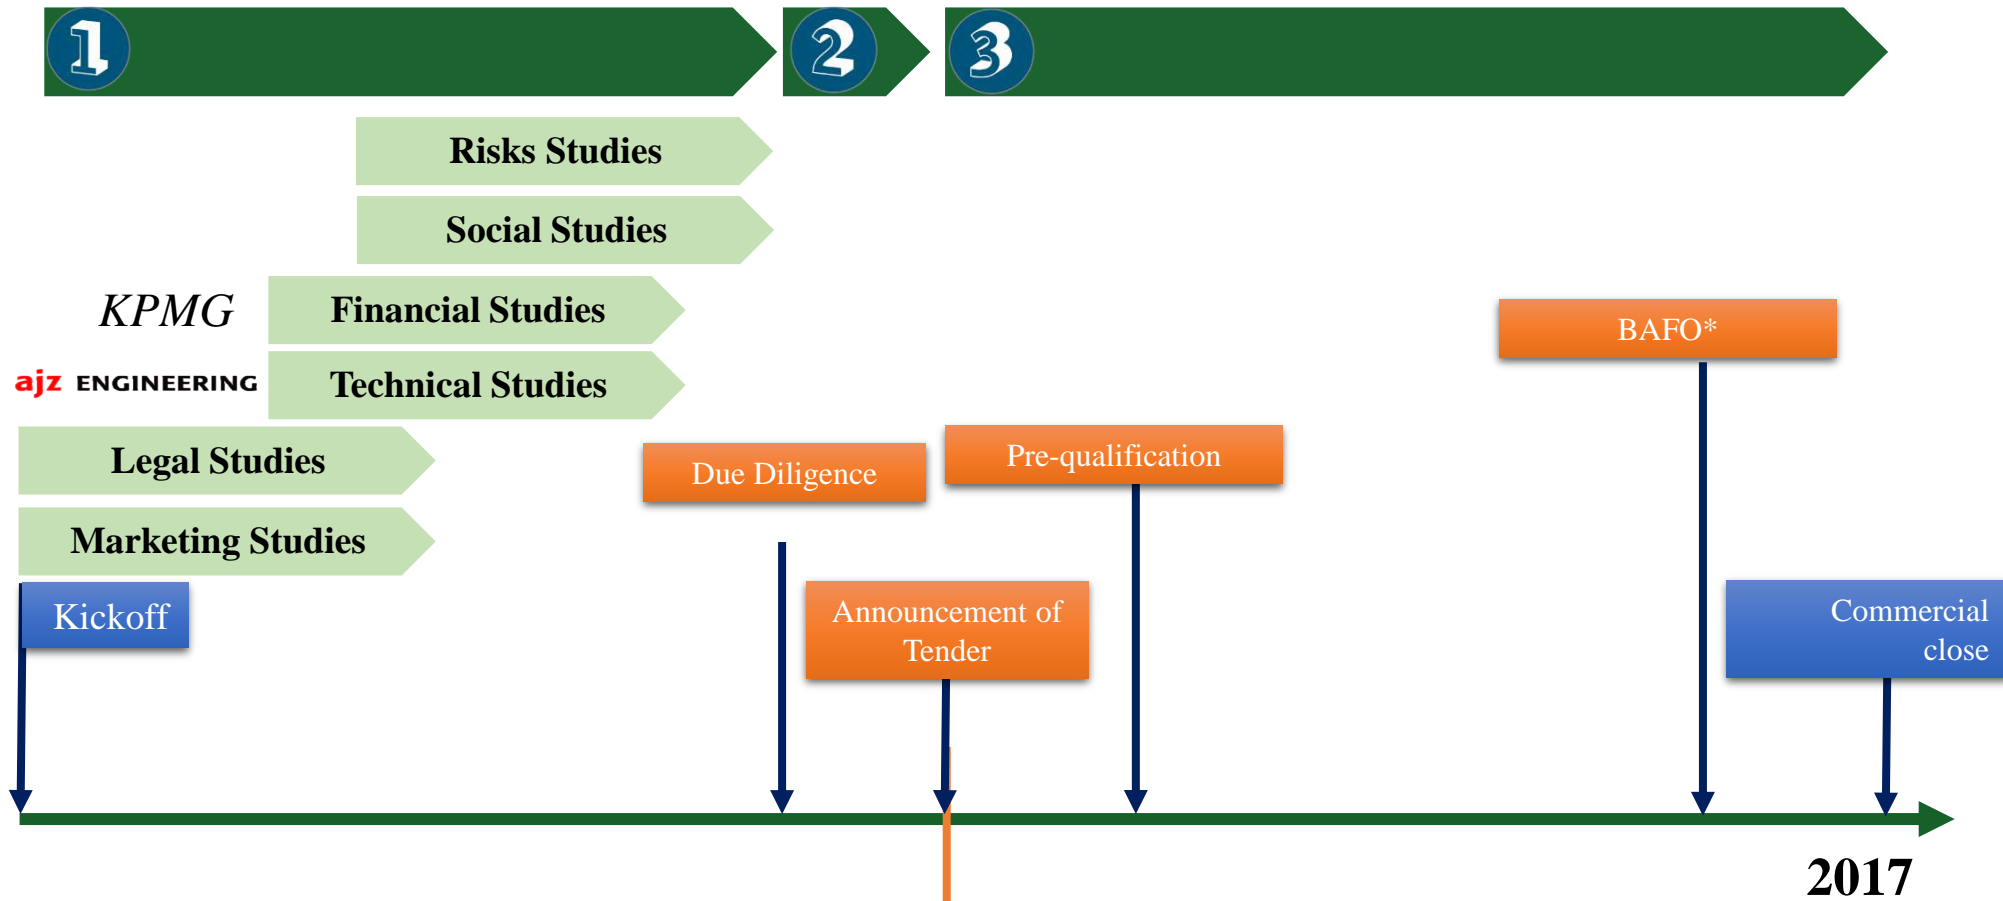 1
2
3
Risks Studies
Social Studies
KPMG
Financial Studies
ajz ENGINEERING
Technical Studies
Legal Studies
Marketing Studies
Kickoff
Due Diligence
Announcement of
Tender
Pre-qualification
BAFO*
Commercial
close
2017